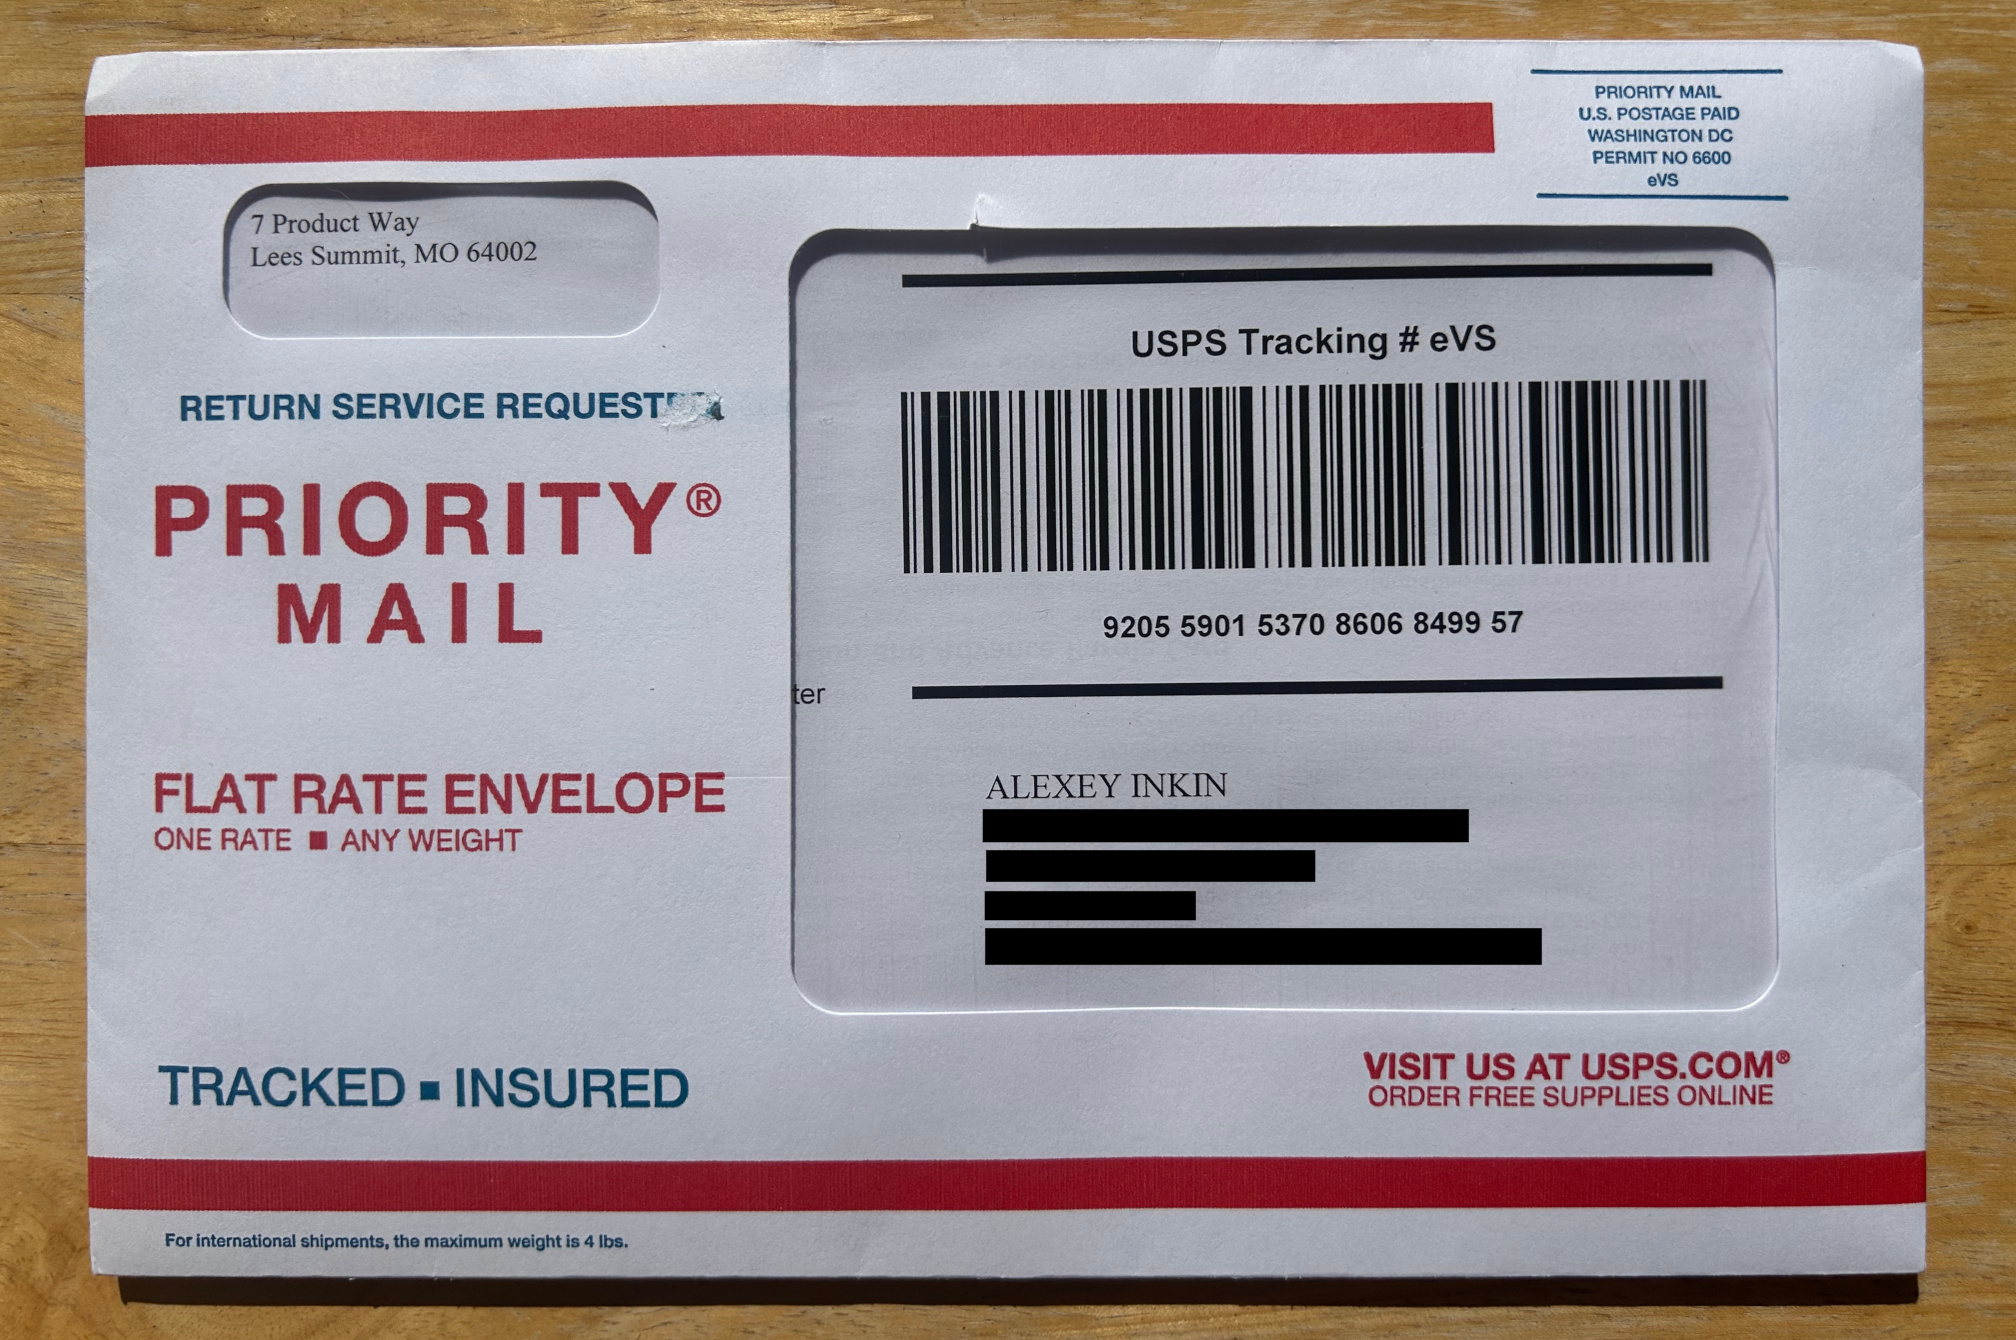 PRIORITY MAIL
U.S. POSTAGE PAID
WASHINGTON DC
PERMIT NO 6600
eVS
7 Product Way
Lees Summit, MO 64002
RETURN SERVICE REQUESTED
PRIORITY®
MAIL
FLAT RATE ENVELOPE
ONE RATE ■ ANY WEIGHT
TRACKED ■ INSURED
USPS Tracking # eVS
9205 5901 5370 8606 8499 57
ter
ALEXEY INKIN
VISIT US AT USPS.COM®
ORDER FREE SUPPLIES ONLINE
For international shipments, the maximum weight is 4 lbs.